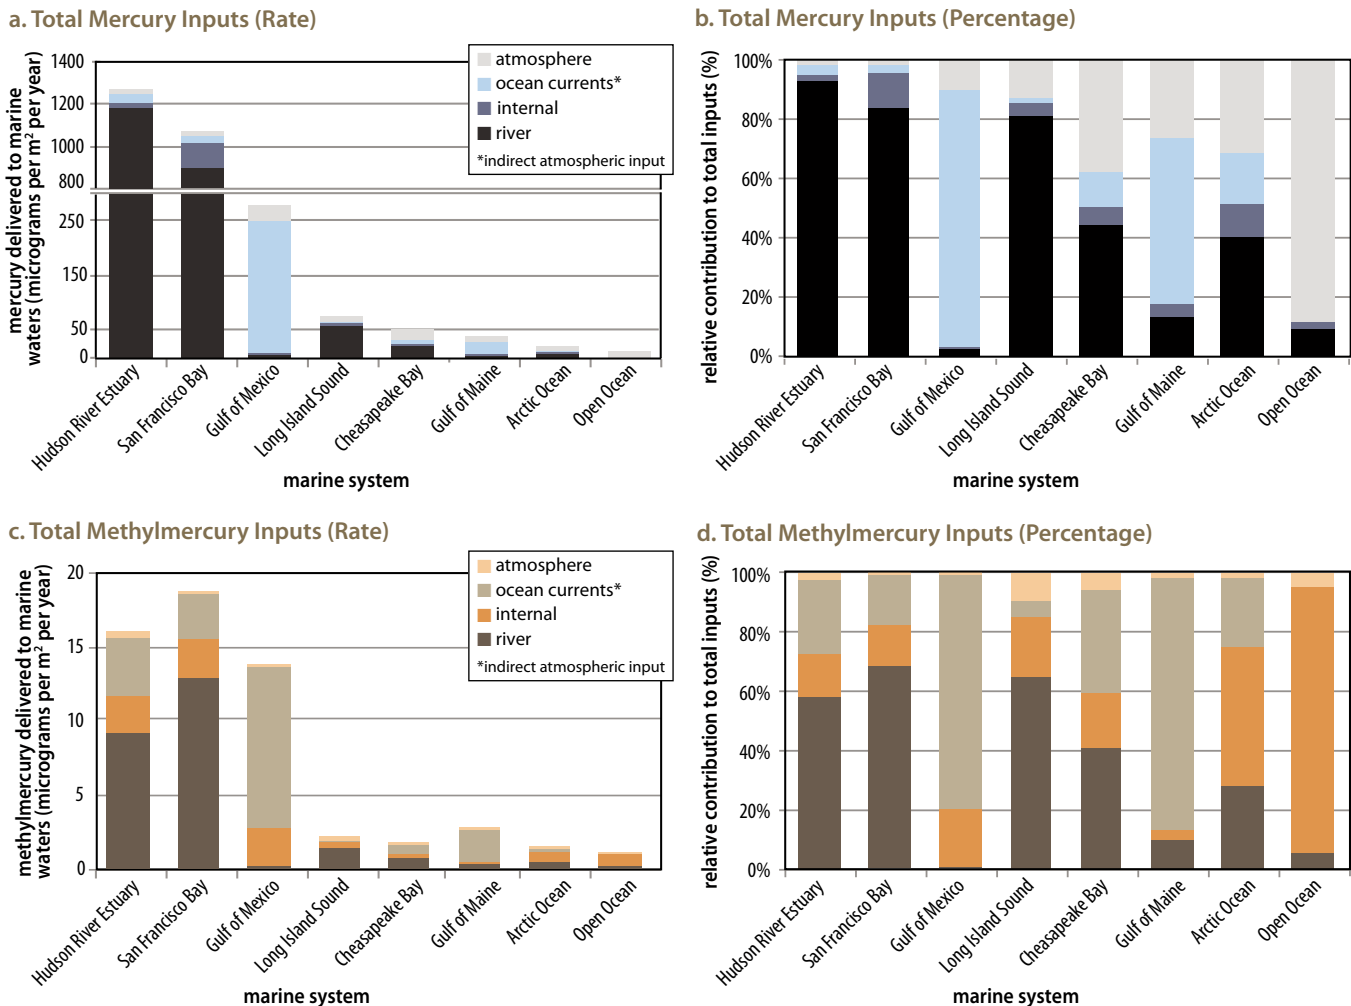 a. Total Mercury Inputs (Rate)
mercury delivered to marine
waters (micrograms per m² per year)
1400
1200
1000
800
250
150
50
0
atmosphere
ocean currents*
internal
river
*indirect atmospheric input
Hudson River Estuary
San Francisco Bay
Gulf of Mexico
Long Island Sound
Cheasapeake Bay
Gulf of Maine
Arctic Ocean
Open Ocean
marine system
b. Total Mercury Inputs (Percentage)
relative contribution to total inputs (%)
100%
80%
60%
40%
20%
0%
Hudson River Estuary
San Francisco Bay
Gulf of Mexico
Long Island Sound
Cheasapeake Bay
Gulf of Maine
Arctic Ocean
Open Ocean
marine system
c. Total Methylmercury Inputs (Rate)
methylmercury delivered to marine
waters (micrograms per m² per year)
20
15
10
5
0
atmosphere
ocean currents*
internal
river
*indirect atmospheric input
Hudson River Estuary
San Francisco Bay
Gulf of Mexico
Long Island Sound
Cheasapeake Bay
Gulf of Maine
Arctic Ocean
Open Ocean
marine system
d. Total Methylmercury Inputs (Percentage)
relative contribution to total inputs (%)
100%
80%
60%
40%
20%
0%
Hudson River Estuary
San Francisco Bay
Gulf of Mexico
Long Island Sound
Cheasapeake Bay
Gulf of Maine
Arctic Ocean
Open Ocean
marine system